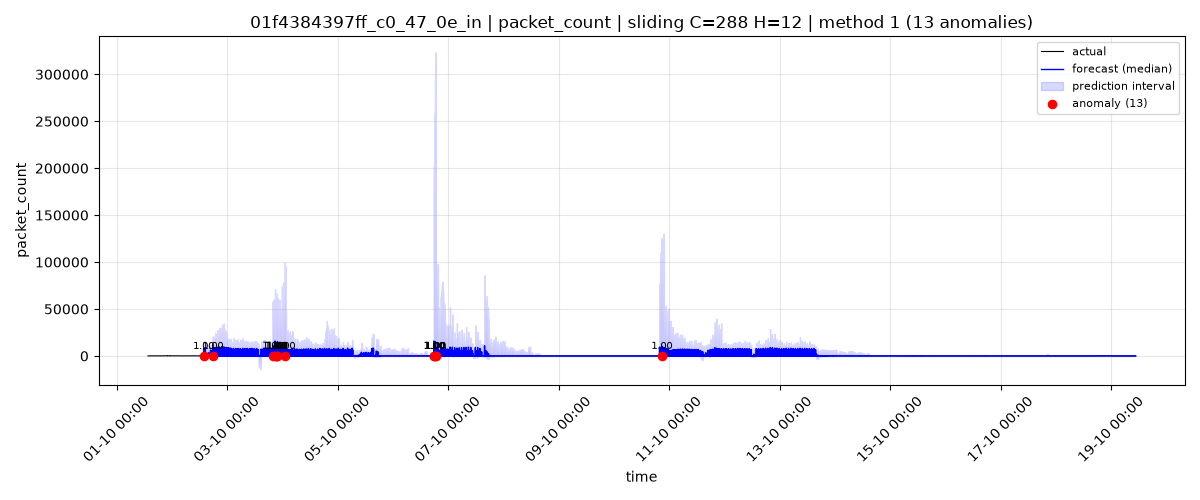 01f4384397ff_c0_47_0e_in | packet_count | sliding C=288 H=12 | method 1 (13 anomalies)
actual
forecast (median)
prediction interval
anomaly (13)
packet_count
300000
250000
200000
150000
100000
50000
0
1.00
01-10 00:00
03-10 00:00
05-10 00:00
07-10 00:00
09-10 00:00
11-10 00:00
13-10 00:00
15-10 00:00
17-10 00:00
19-10 00:00
time